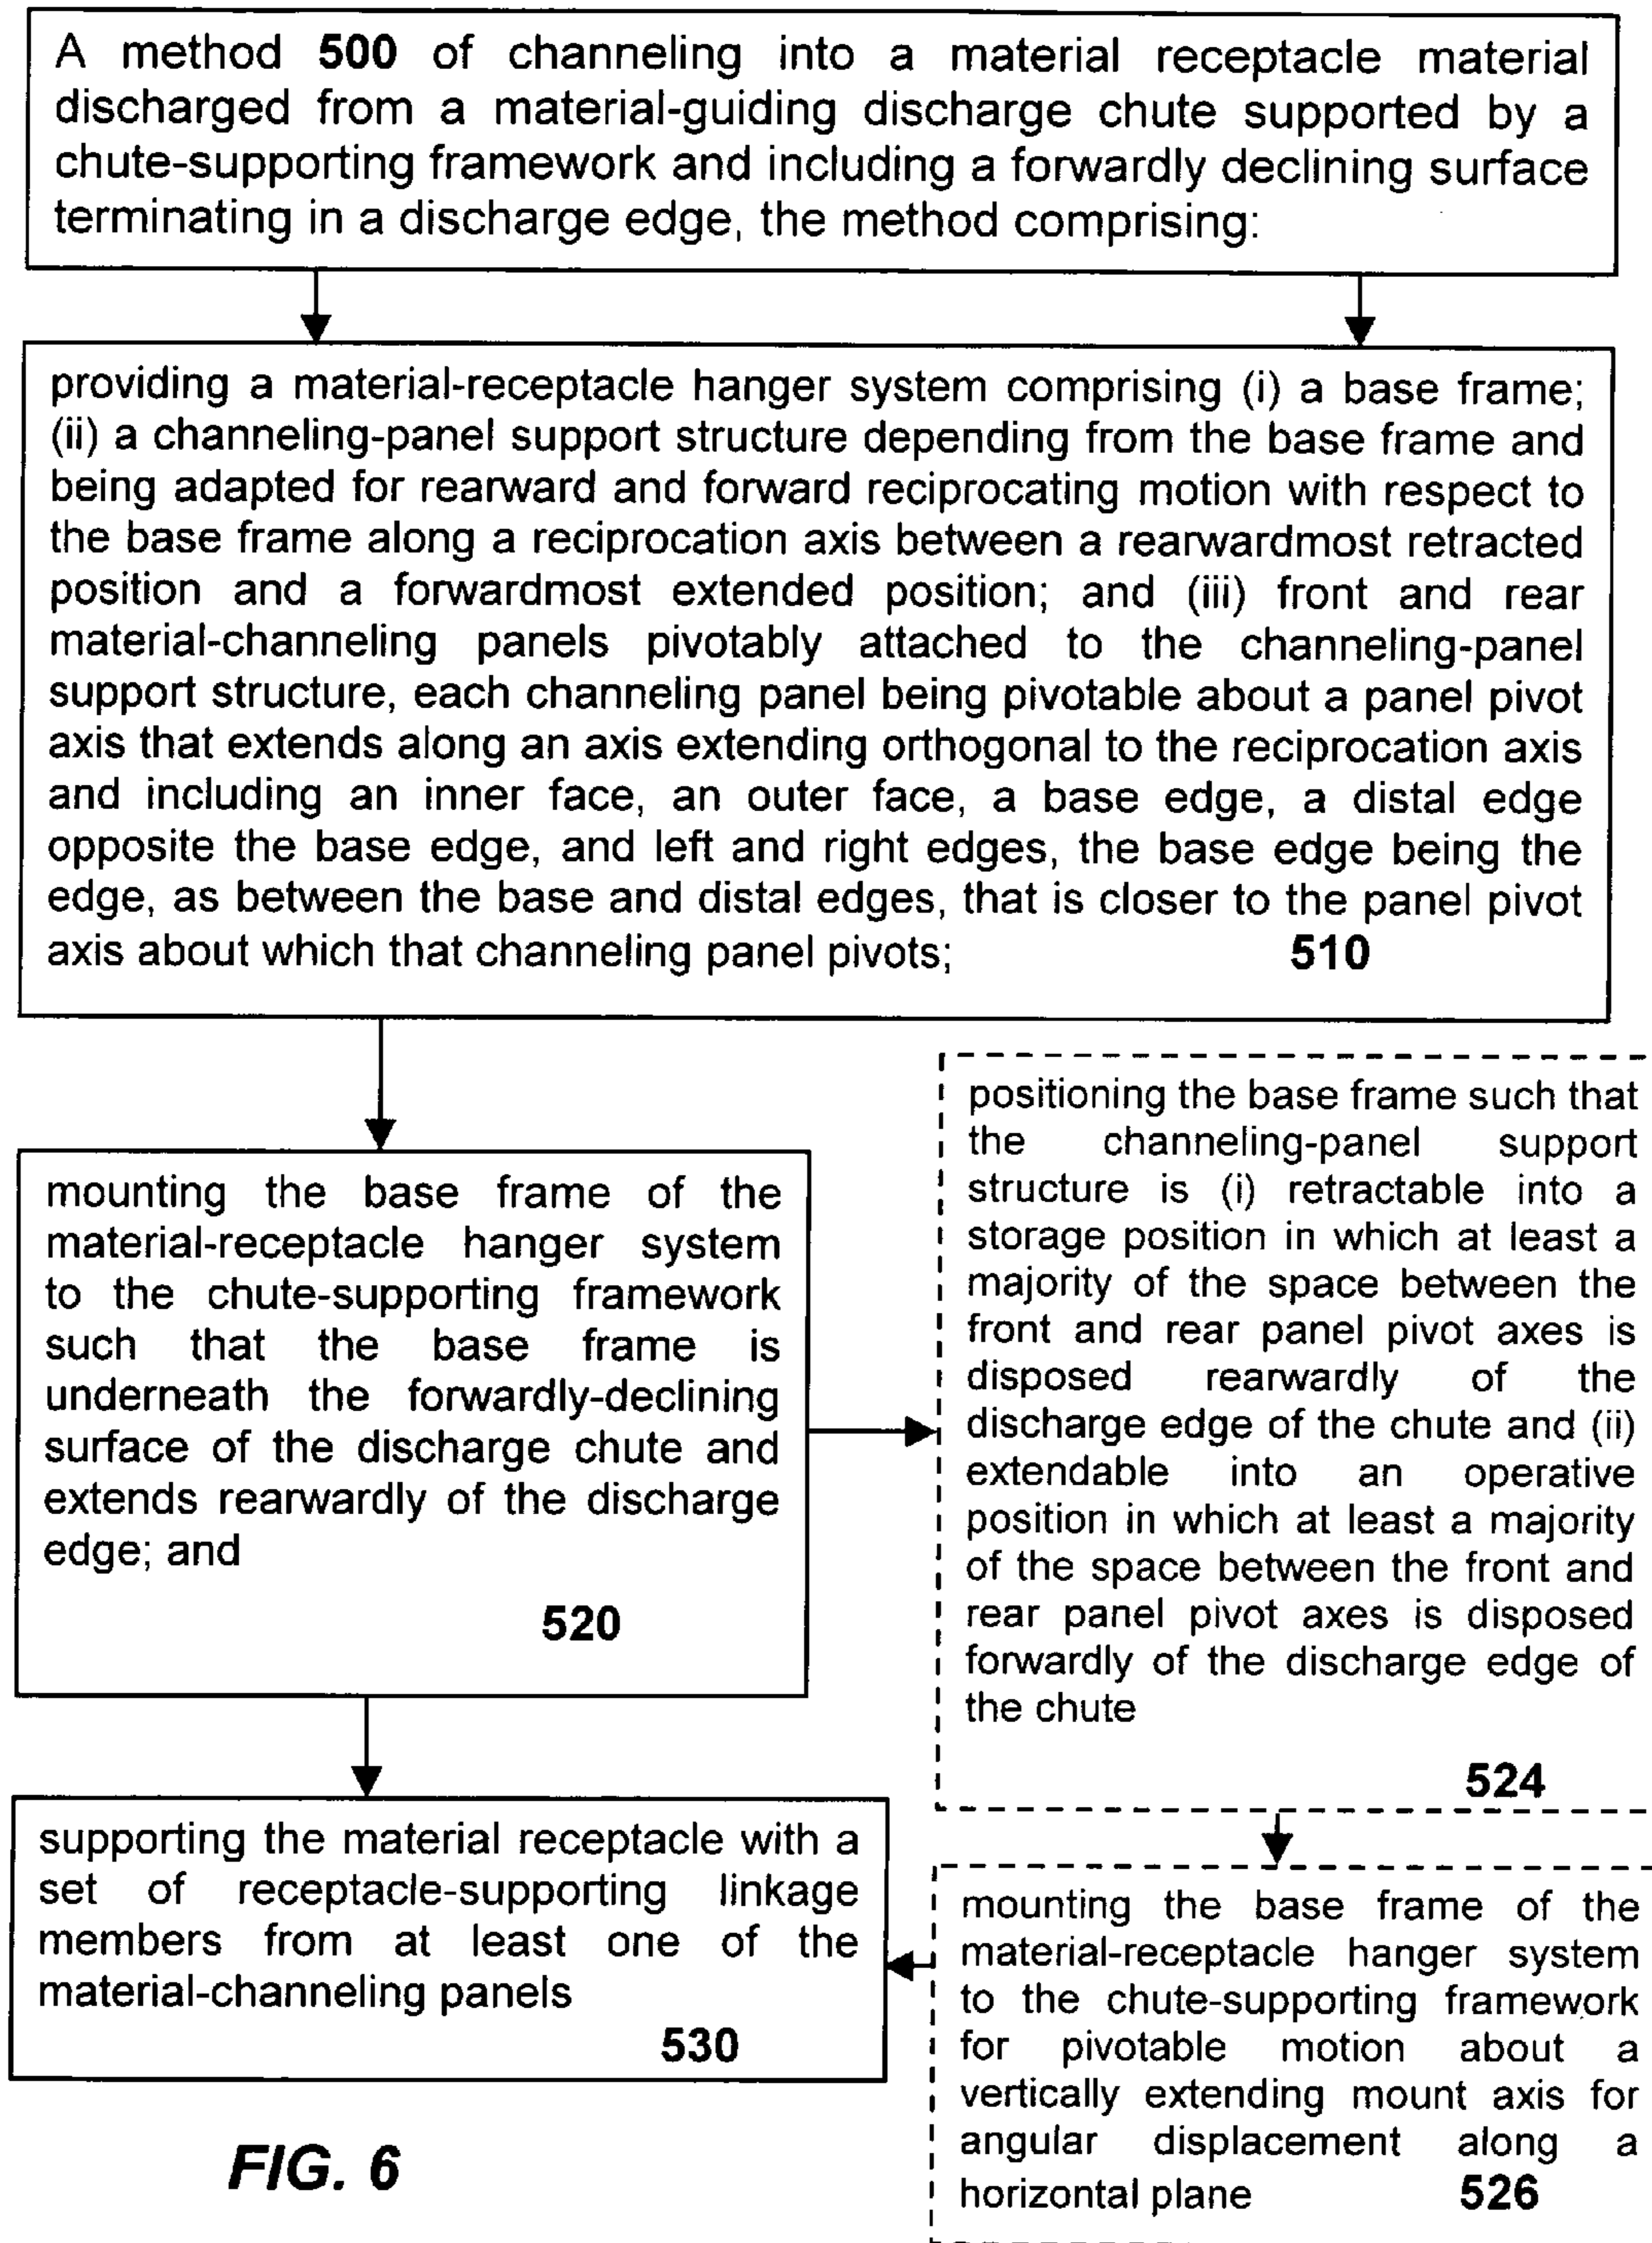 A method 500 of channeling into a material receptacle material
discharged from a material-guiding discharge chute supported by a
chute-supporting framework and including a forwardly declining surface
terminating in a discharge edge, the method comprising:
providing a material-receptacle hanger system comprising (i) a base frame;
(ii) a channeling-panel support structure depending from the base frame and
being adapted for rearward and forward reciprocating motion with respect to
the base frame along a reciprocation axis between a rearwardmost retracted
position and a forwardmost extended position; and (iii) front and rear
material-channeling panels pivotably attached to the channeling-panel
support structure, each channeling panel being pivotable about a panel pivot
axis that extends along an axis extending orthogonal to the reciprocation axis
and including an inner face, an outer face, a base edge, a distal edge
opposite the base edge, and left and right edges, the base edge being the
edge, as between the base and distal edges, that is closer to the panel pivot
axis about which that channeling panel pivots; 510
mounting the base frame of the
material-receptacle hanger system
to the chute-supporting framework
such that the base frame is
underneath the forwardly-declining
surface of the discharge chute and
extends rearwardly of the discharge
edge; and
520
positioning the base frame such that
the channeling-panel support
structure is (i) retractable into a
storage position in which at least a
majority of the space between the
front and rear panel pivot axes is
disposed rearwardly of the
discharge edge of the chute and (ii)
extendable into an operative
position in which at least a majority
of the space between the front and
rear panel pivot axes is disposed
forwardly of the discharge edge of
the chute
524
mounting the base frame of the
material-receptacle hanger system
to the chute-supporting framework
for pivotable motion about a
vertically extending mount axis for
angular displacement along a
horizontal plane 526
supporting the material receptacle with a
set of receptacle-supporting linkage
members from at least one of the
material-channeling panels
530
FIG. 6